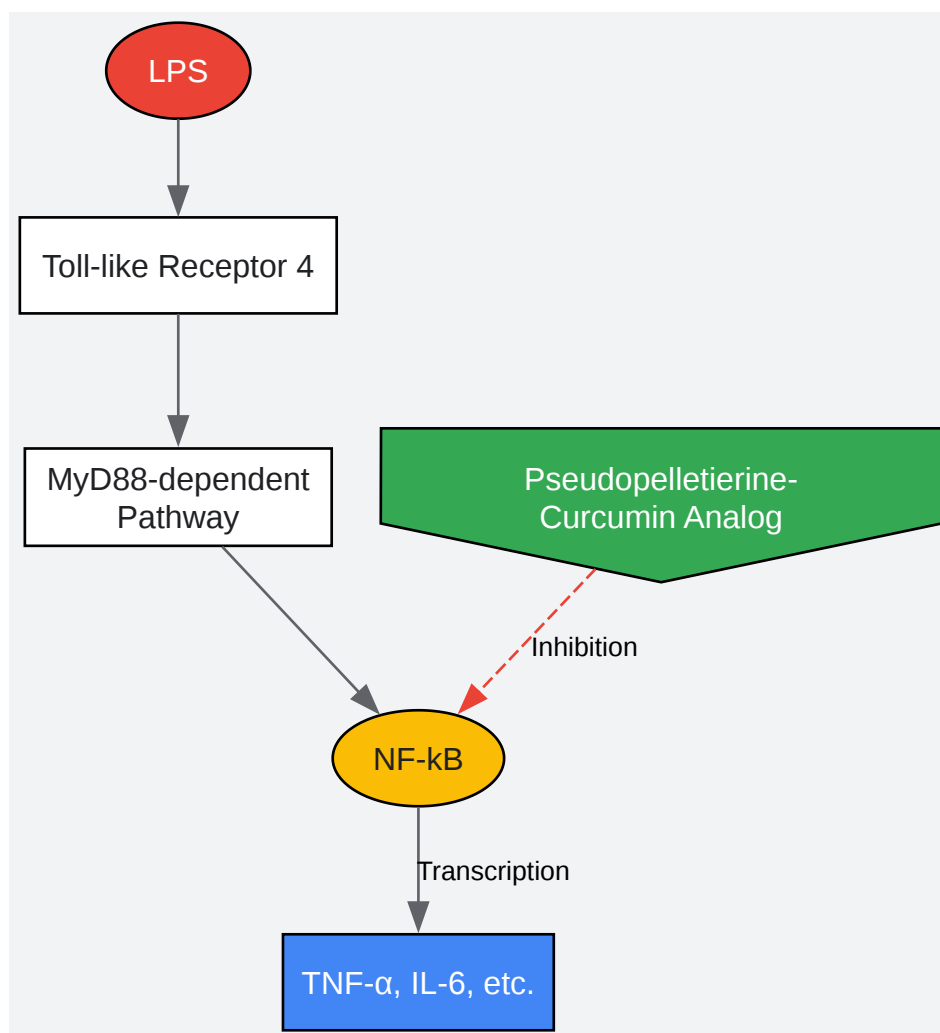 LPS
Toll-like Receptor 4
MyD88-dependent
Pathway
Pseudopelletierine-
Curcumin Analog
Inhibition
NF-kB
Transcription
TNF-α, IL-6, etc.